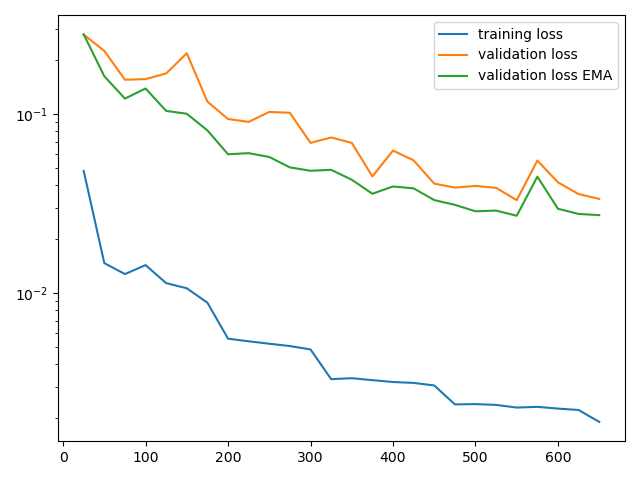 training loss
validation loss
validation loss EMA
10⁻¹
10⁻²
0 100 200 300 400 500 600